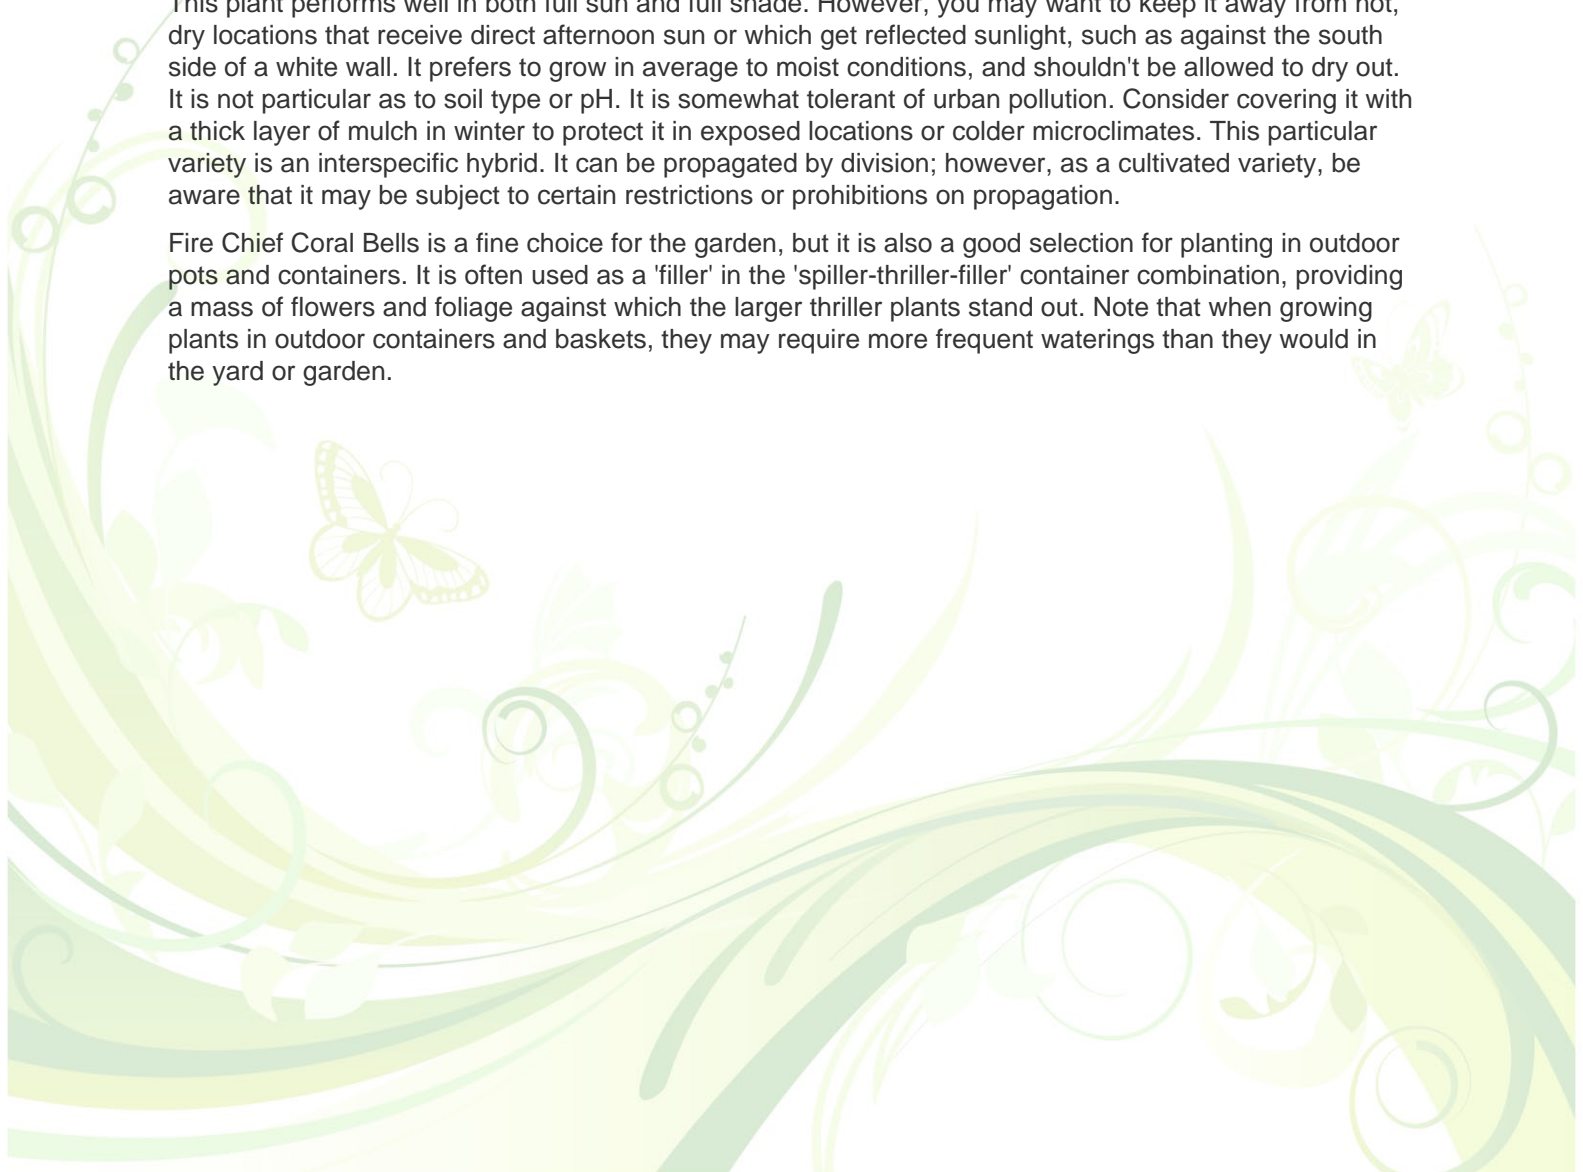 This plant performs well in both full sun and full shade. However, you may want to keep it away from hot,
dry locations that receive direct afternoon sun or which get reflected sunlight, such as against the south
side of a white wall. It prefers to grow in average to moist conditions, and shouldn't be allowed to dry out.
It is not particular as to soil type or pH. It is somewhat tolerant of urban pollution. Consider covering it with
a thick layer of mulch in winter to protect it in exposed locations or colder microclimates. This particular
variety is an interspecific hybrid. It can be propagated by division; however, as a cultivated variety, be
aware that it may be subject to certain restrictions or prohibitions on propagation.
Fire Chief Coral Bells is a fine choice for the garden, but it is also a good selection for planting in outdoor
pots and containers. It is often used as a 'filler' in the 'spiller-thriller-filler' container combination, providing
a mass of flowers and foliage against which the larger thriller plants stand out. Note that when growing
plants in outdoor containers and baskets, they may require more frequent waterings than they would in
the yard or garden.